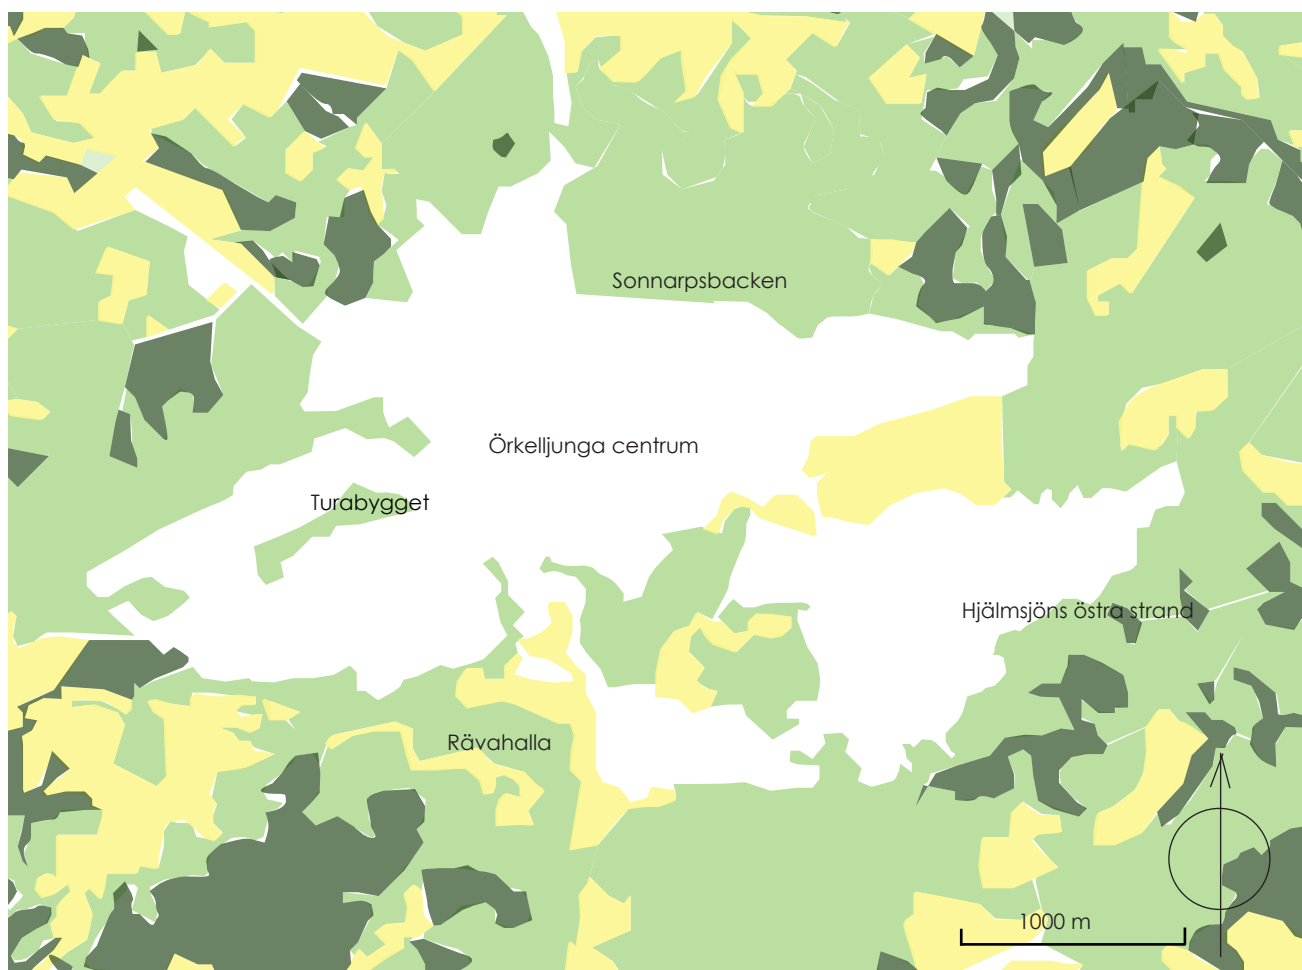 Sonnarpsbacken
Örkelljunga centrum
Turabygget
Hjälmsjöns östra strand
Rävahalla
1000 m